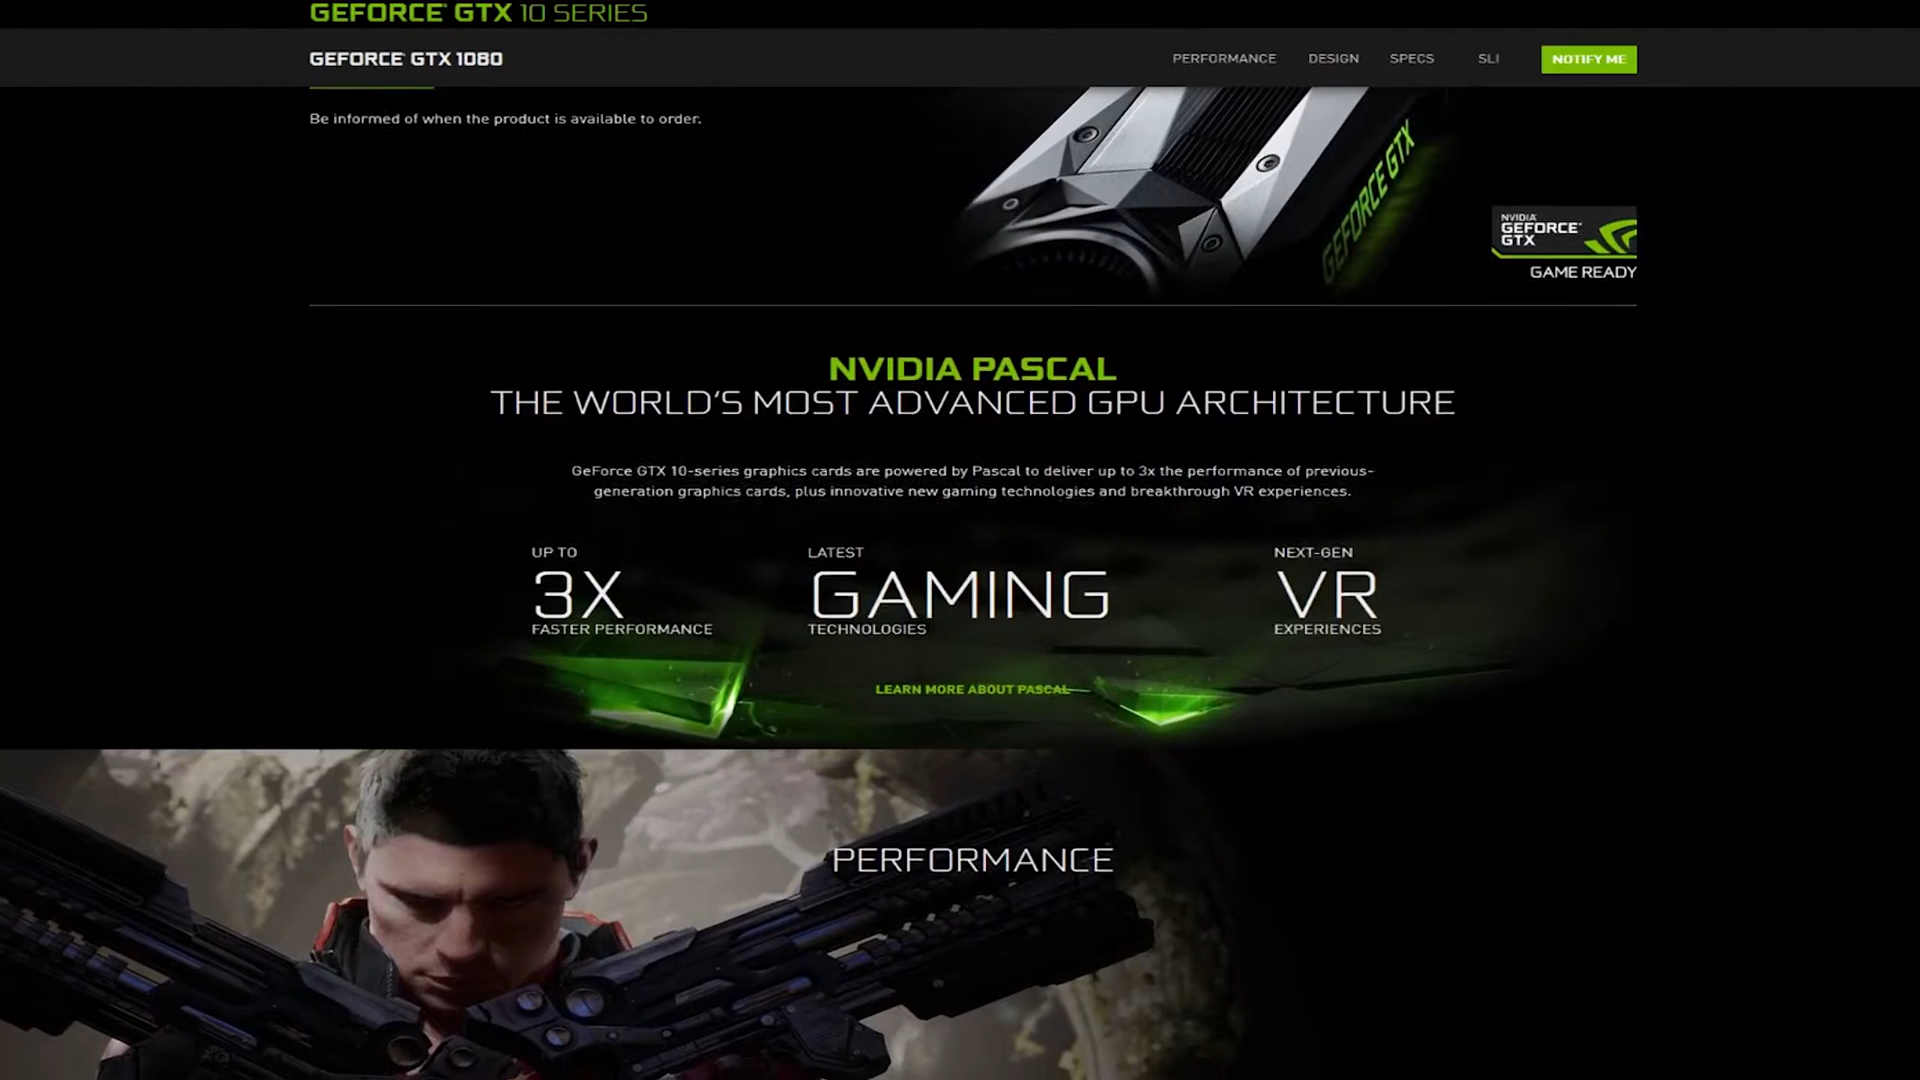 GEFORCE GTX 10 SERIES
GEFORCE GTX 1080
PERFORMANCE
DESIGN
SPECS
SLI
NOTIFY ME
Be informed of when the product is available to order.
GEFORCE GTX
NVIDIA
GEFORCE
GTX
GAME READY
NVIDIA PASCAL
THE WORLD'S MOST ADVANCED GPU ARCHITECTURE
GeForce GTX 10-series graphics cards are powered by Pascal to deliver up to 3x the performance of previous-
generation graphics cards, plus innovative new gaming technologies and breakthrough VR experiences.
UP TO
3X
FASTER PERFORMANCE
LATEST
GAMING
TECHNOLOGIES
NEXT-GEN
VR
EXPERIENCES
LEARN MORE ABOUT PASCAL
PERFORMANCE